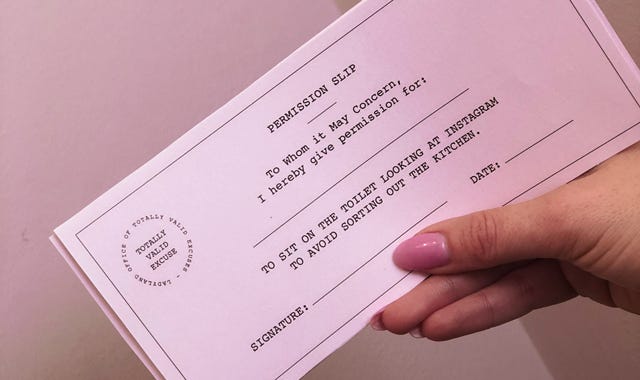 PERMISSION SLIP
To Whom it May Concern,
I hereby give permission for:
TO SIT ON THE TOILET LOOKING AT INSTAGRAM
TO AVOID SORTING OUT THE KITCHEN.
SIGNATURE:
DATE:
OFFICE OF TOTALLY VALID EXCUSES - LADYLAND
TOTALLY
VALID
EXCUSE